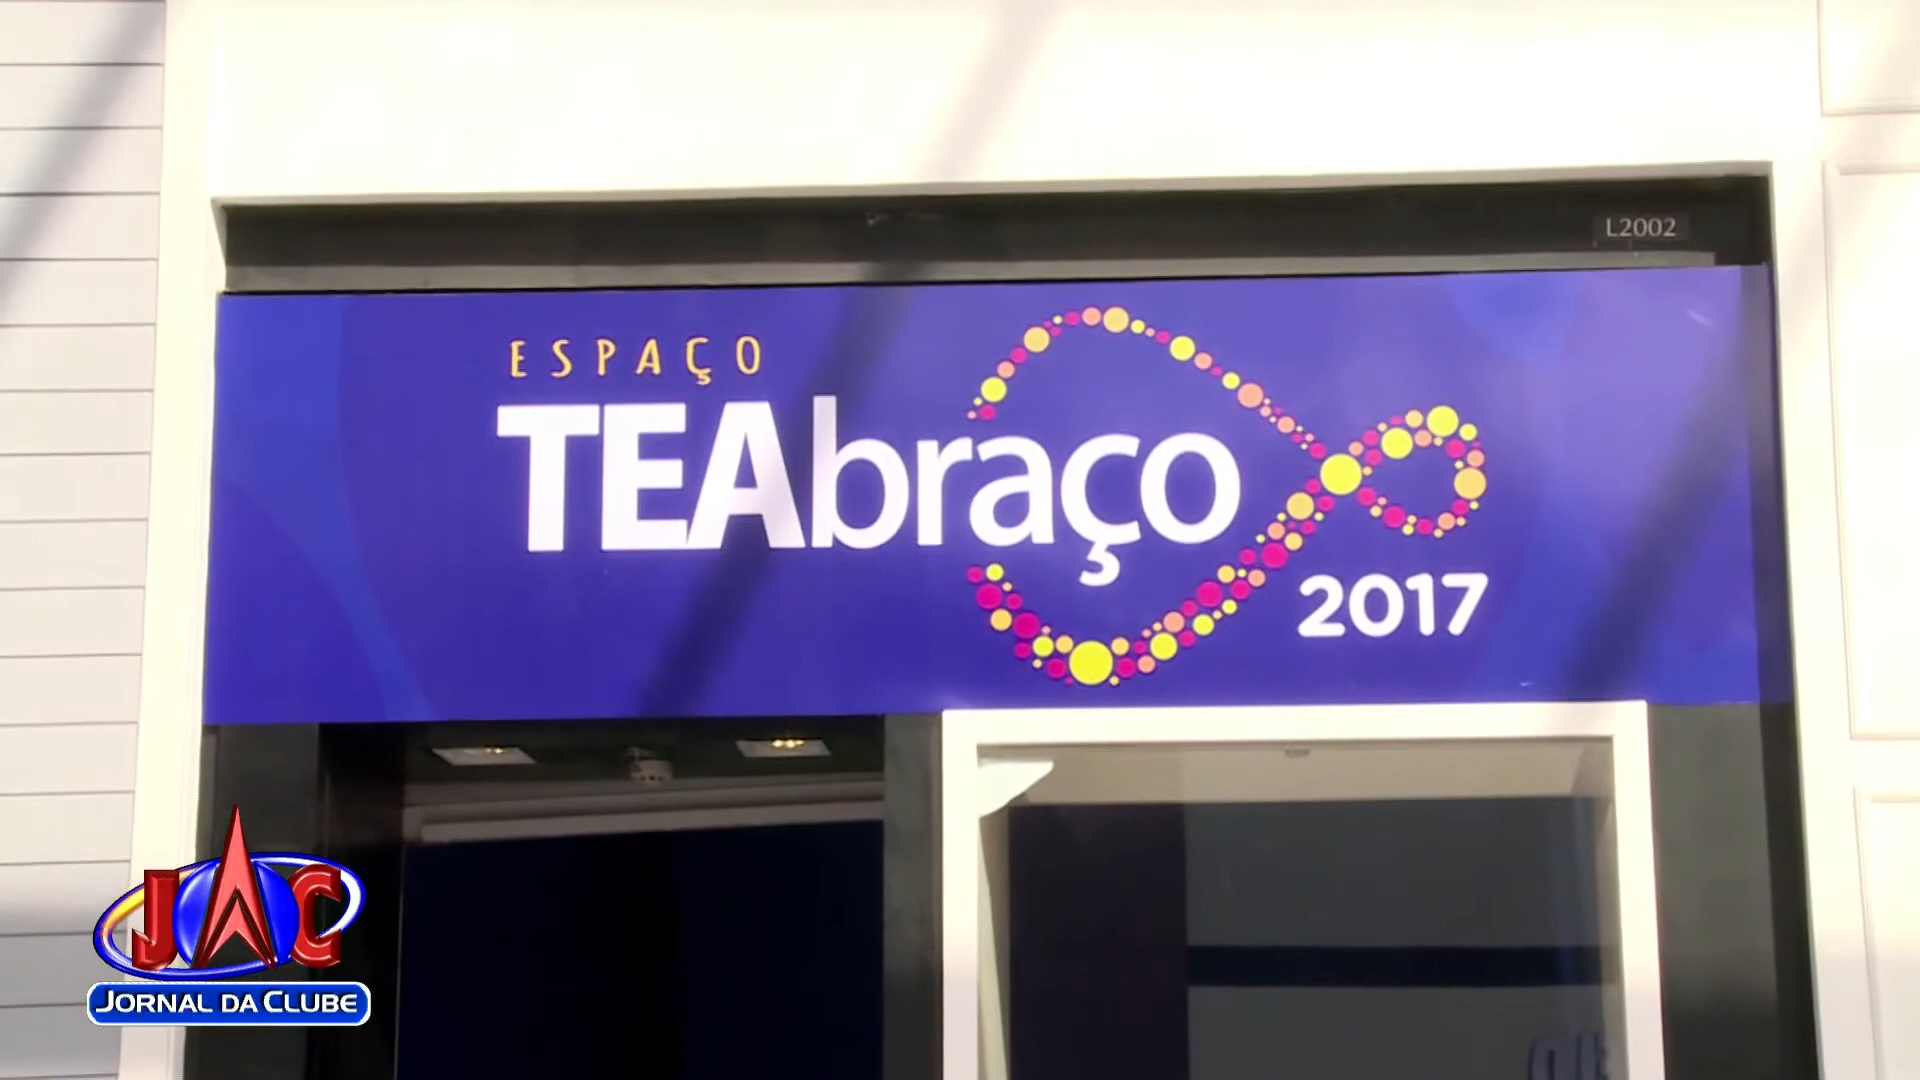 L2002
ESPAÇO
TEAbraço
2017
JAC
JORNAL DA CLUBE